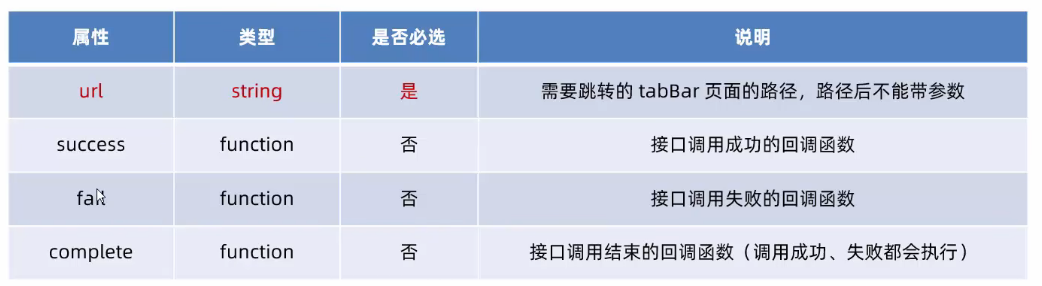 属性 类型 是否必选 说明
url string 是 需要跳转的 tabBar 页面的路径，路径后不能带参数
success function 否 接口调用成功的回调函数
fail function 否 接口调用失败的回调函数
complete function 否 接口调用结束的回调函数（调用成功、失败都会执行）